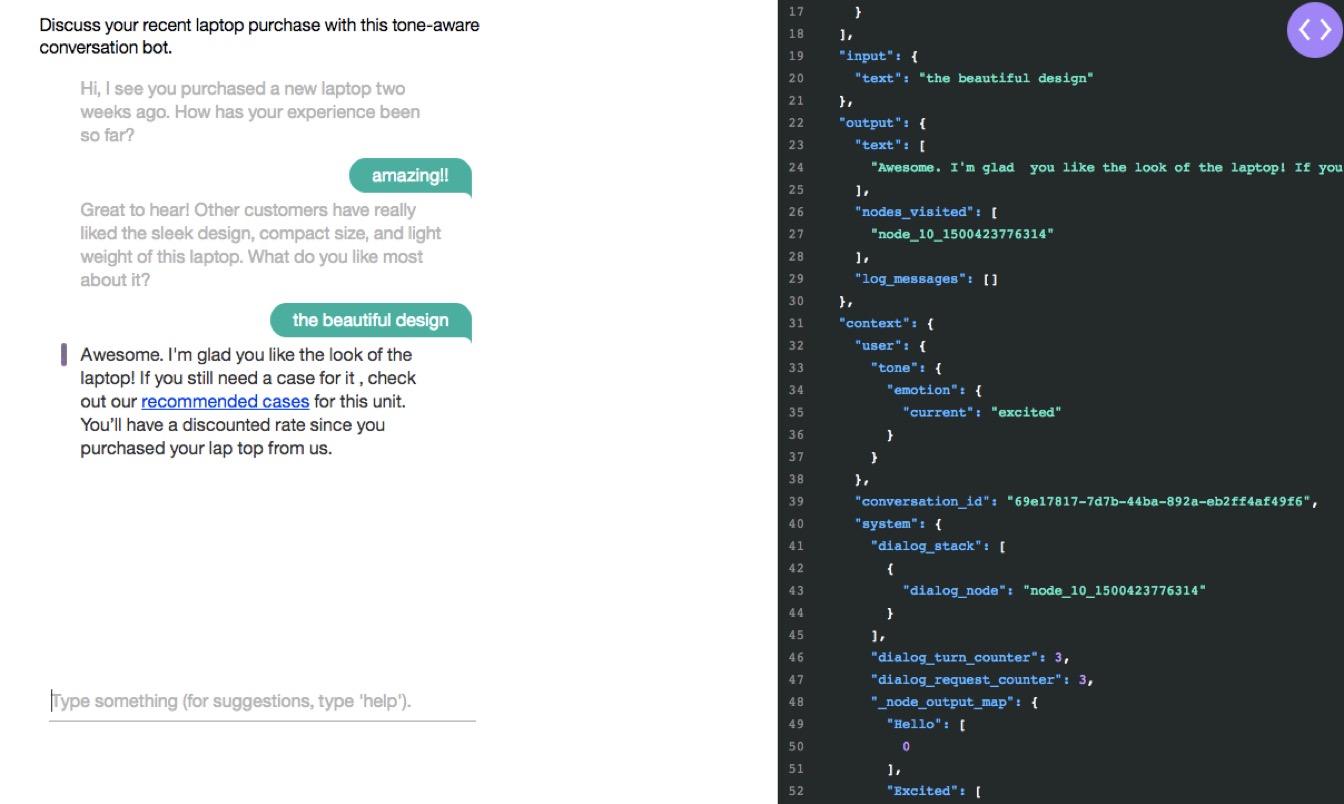 Discuss your recent laptop purchase with this tone-aware
conversation bot.
Hi, I see you purchased a new laptop two
weeks ago. How has your experience been
so far?
amazing!!
Great to hear! Other customers have really
liked the sleek design, compact size, and light
weight of this laptop. What do you like most
about it?
the beautiful design
Awesome. I'm glad you like the look of the
laptop! If you still need a case for it , check
out our recommended cases for this unit.
You’ll have a discounted rate since you
purchased your lap top from us.
Type something (for suggestions, type 'help').
17 }
18 ],
19 "input": {
20 "text": "the beautiful design"
21 },
22 "output": {
23 "text": [
24 "Awesome. I'm glad  you like the look of the laptop! If you
25 ],
26 "nodes_visited": [
27 "node_10_1500423776314"
28 ],
29 "log_messages": []
30 },
31 "context": {
32 "user": {
33 "tone": {
34 "emotion": {
35 "current": "excited"
36 }
37 }
38 },
39 "conversation_id": "69e17817-7d7b-44ba-892a-eb2ff4af49f6",
40 "system": {
41 "dialog_stack": [
42 {
43 "dialog_node": "node_10_1500423776314"
44 }
45 ],
46 "dialog_turn_counter": 3,
47 "dialog_request_counter": 3,
48 "_node_output_map": {
49 "Hello": [
50 0
51 ],
52 "Excited": [